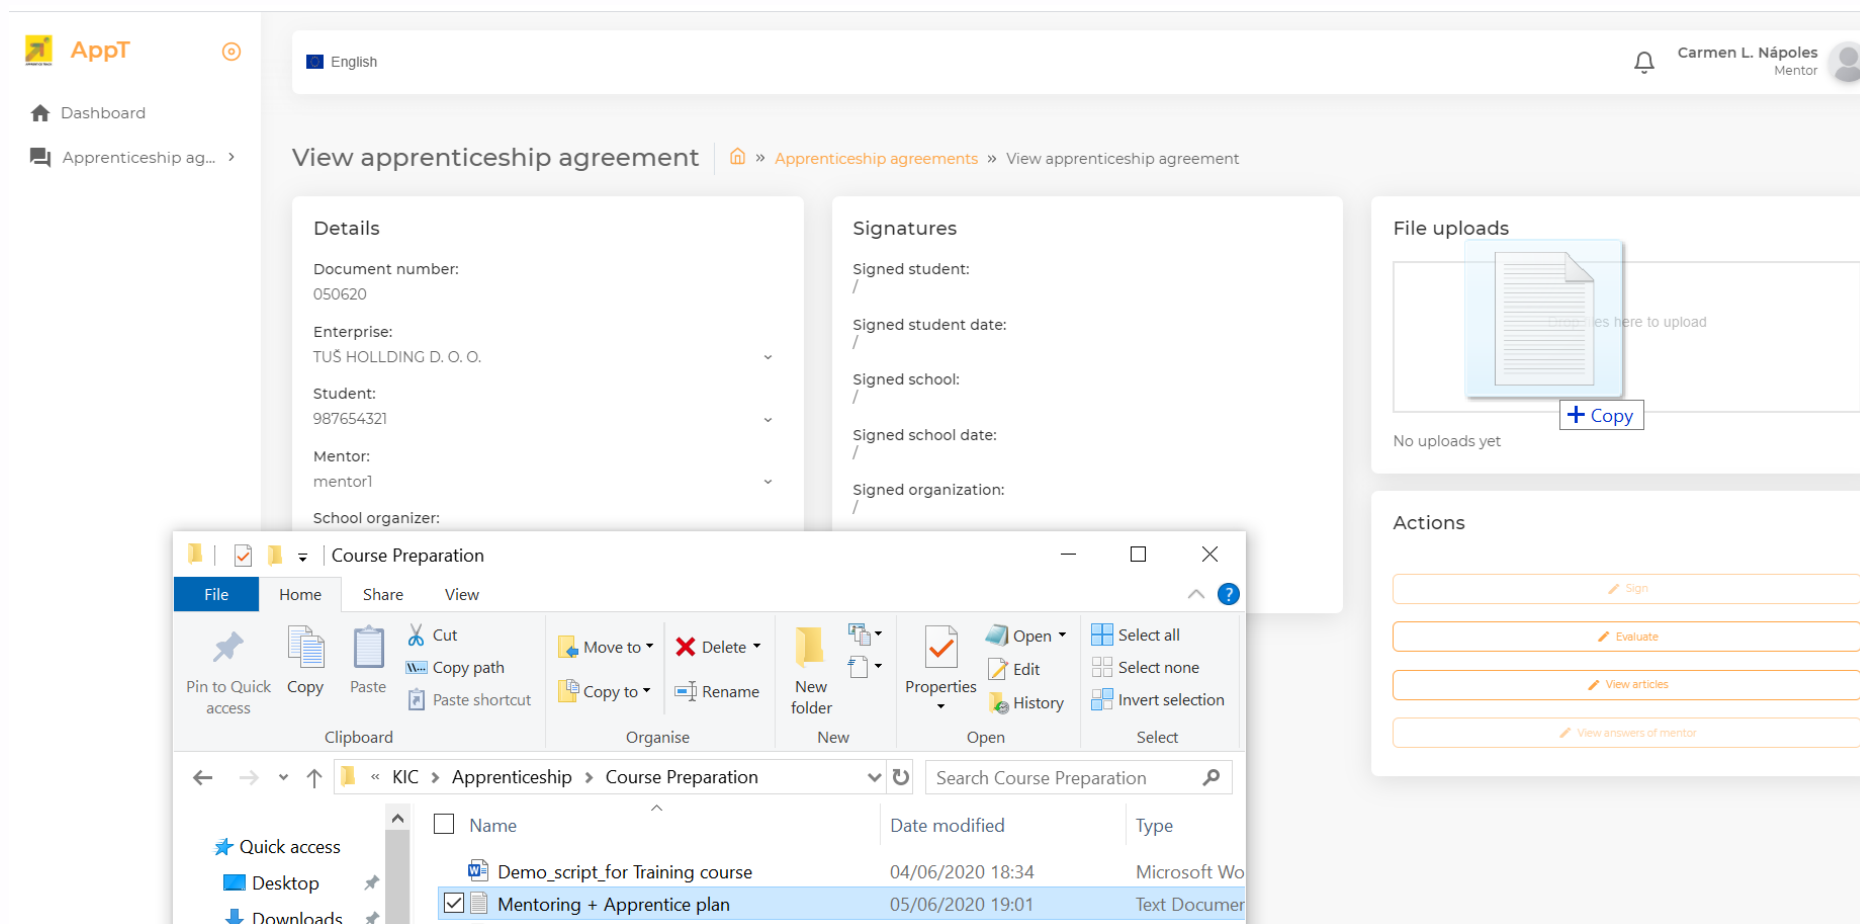 AppT
English
Carmen L. Nápoles
Mentor
Dashboard
Apprenticeship ag...
View apprenticeship agreement
» Apprenticeship agreements » View apprenticeship agreement
Details
Document number:
050620
Enterprise:
TUŠ HOLLDING D. O. O.
Student:
987654321
Mentor:
mentor1
School organizer:
Signatures
Signed student:
/
Signed student date:
/
Signed school:
/
Signed school date:
/
Signed organization:
/
File uploads
Drop files here to upload
+ Copy
No uploads yet
Actions
Sign
Evaluate
View articles
View answers of mentor
Course Preparation
File Home Share View
Pin to Quick access
Copy
Paste
Cut
Copy path
Paste shortcut
Clipboard
Move to
Copy to
Delete
Rename
Organise
New folder
New
Properties
Open
Edit
History
Open
Select all
Select none
Invert selection
Select
« KIC > Apprenticeship > Course Preparation
Search Course Preparation
Quick access
Desktop
Downloads
Name Date modified Type
Demo_script_for Training course 04/06/2020 18:34 Microsoft Wo
Mentoring + Apprentice plan 05/06/2020 19:01 Text Documer